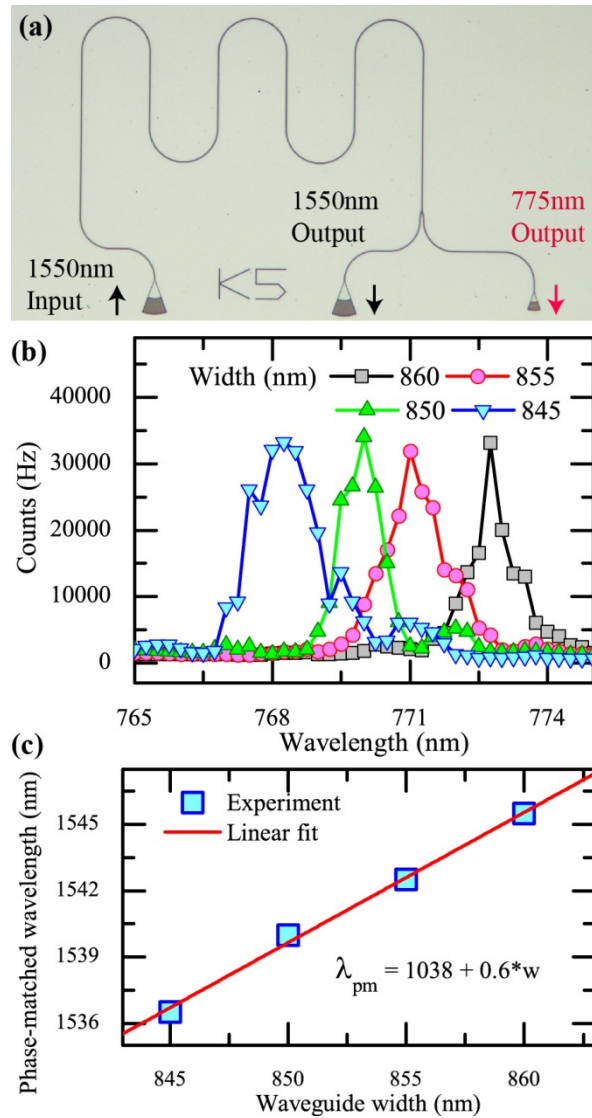 (a)
1550nm
Input
1550nm
Output
775nm
Output
K5
(b)
Width (nm) 860 855
850 845
Counts (Hz)
40000
30000
20000
10000
0
765 768 771 774
Wavelength (nm)
(c)
Experiment
Linear fit
Phase-matched wavelength (nm)
1545
1542
1539
1536
λpm = 1038 + 0.6*w
845 850 855 860
Waveguide width (nm)